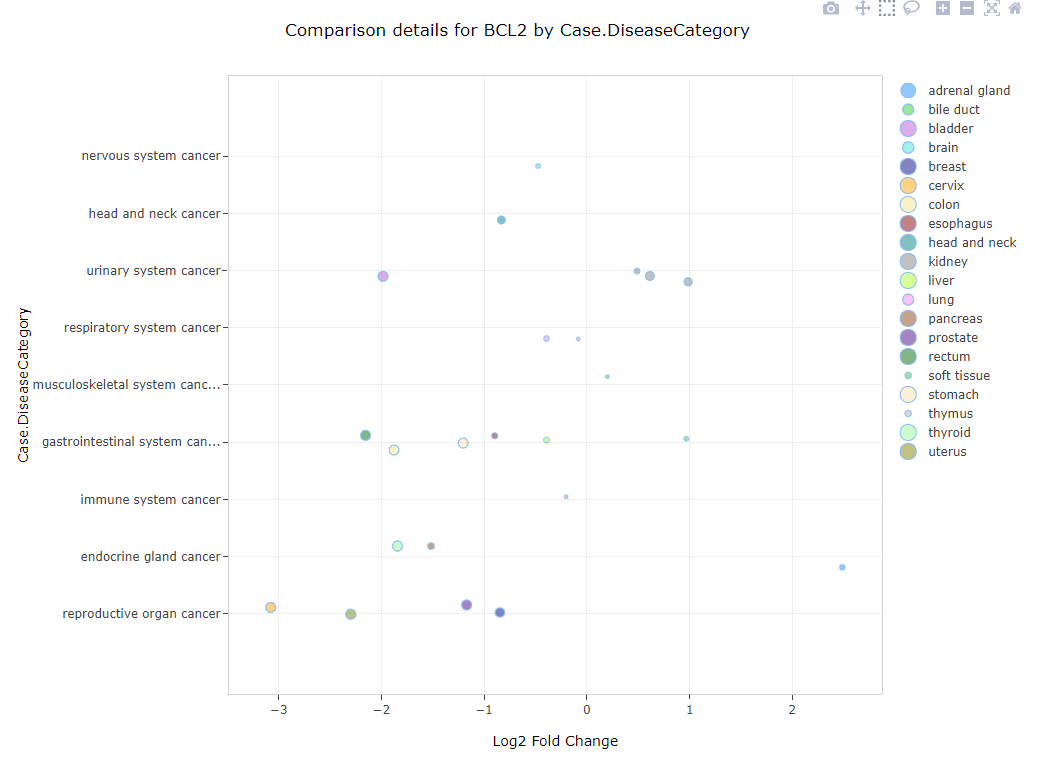 Comparison details for BCL2 by Case.DiseaseCategory
nervous system cancer
head and neck cancer
urinary system cancer
respiratory system cancer
musculoskeletal system canc...
gastrointestinal system can...
immune system cancer
endocrine gland cancer
reproductive organ cancer
Case.DiseaseCategory
−3
−2
−1
0
1
2
Log2 Fold Change
adrenal gland
bile duct
bladder
brain
breast
cervix
colon
esophagus
head and neck
kidney
liver
lung
pancreas
prostate
rectum
soft tissue
stomach
thymus
thyroid
uterus